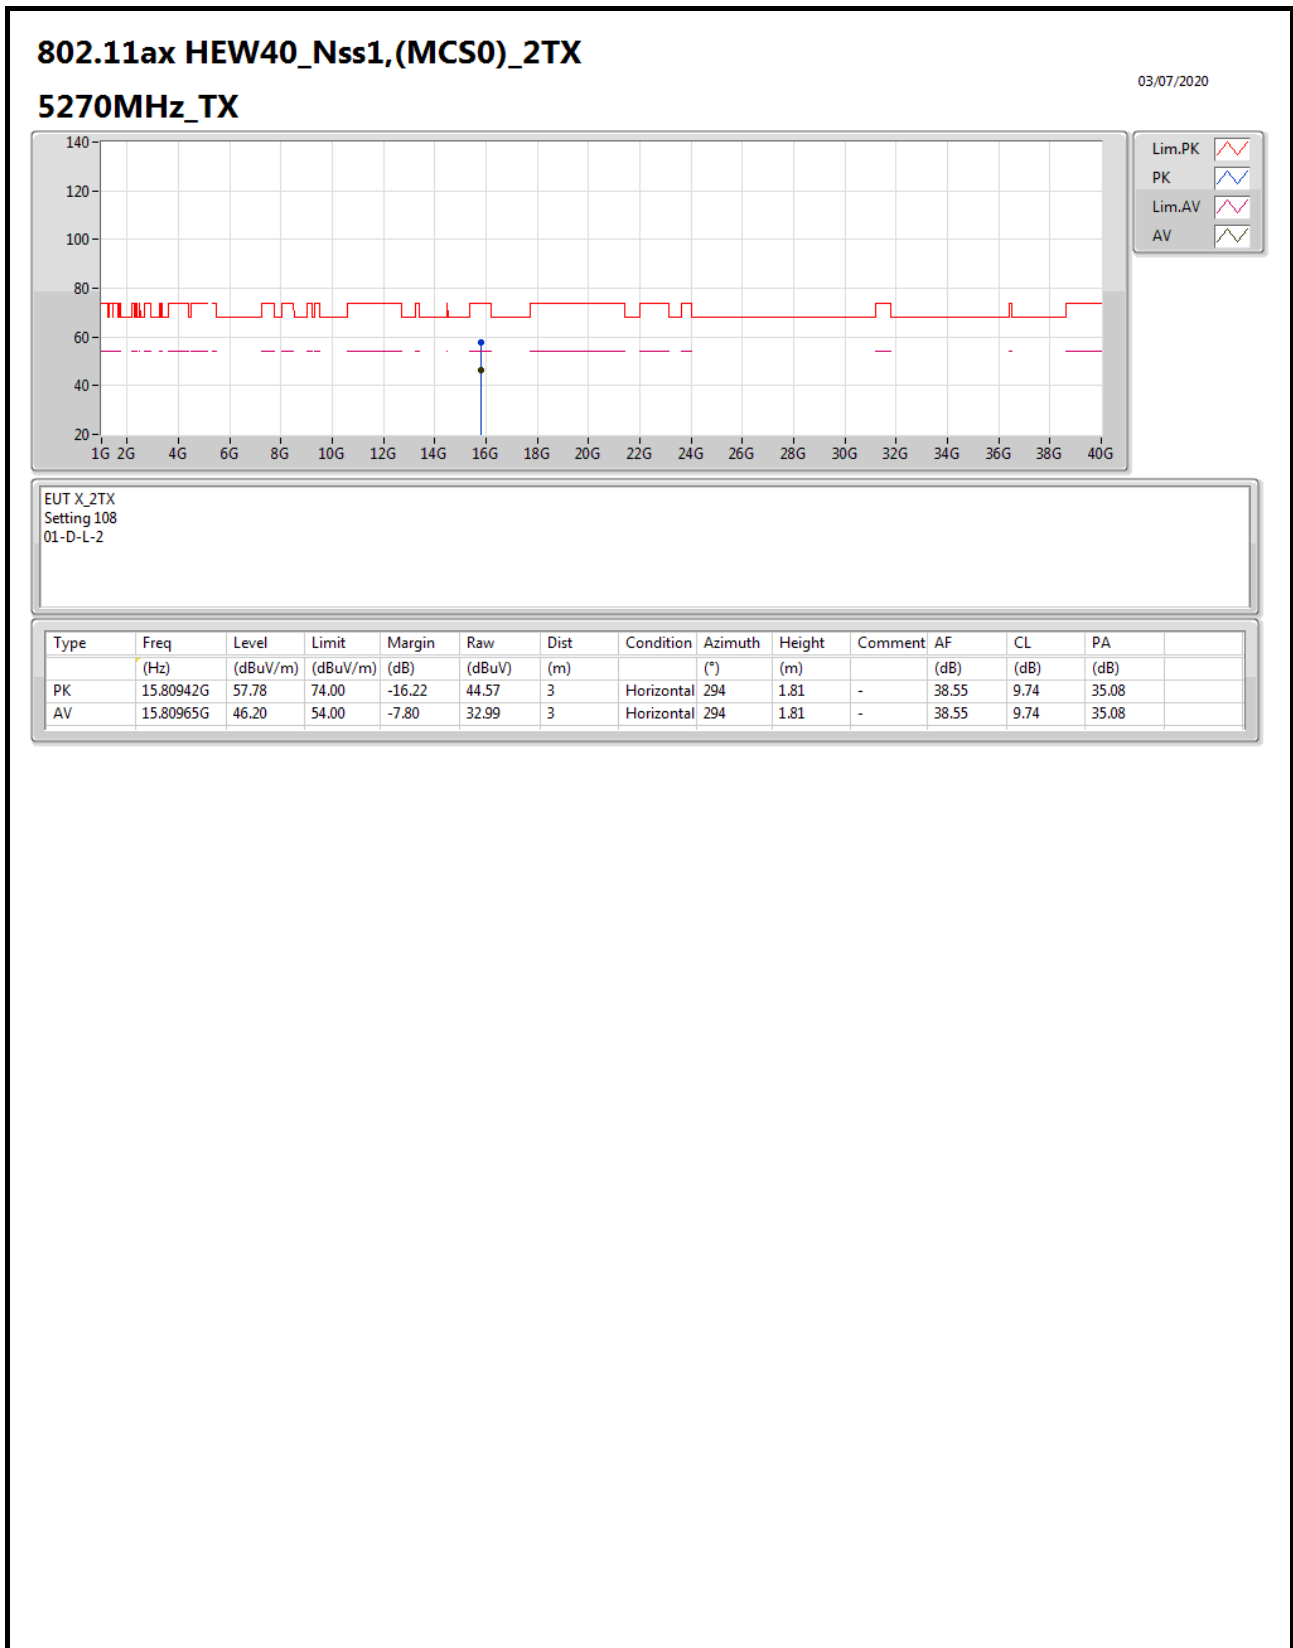 802.11ax HEW40_Nss1,(MCS0)_2TX
03/07/2020
5270MHz_TX
140
120
100
80
60
40
20
1G 2G 4G 6G 8G 10G 12G 14G 16G 18G 20G 22G 24G 26G 28G 30G 32G 34G 36G 38G 40G
Lim.PK
PK
Lim.AV
AV
EUT X_2TX
Setting 108
01-D-L-2
Type Freq Level Limit Margin Raw Dist Condition Azimuth Height Comment AF CL PA
(Hz) (dBuV/m) (dBuV/m) (dB) (dBuV) (m) (°) (m) (dB) (dB) (dB)
PK 15.80942G 57.78 74.00 -16.22 44.57 3 Horizontal 294 1.81 - 38.55 9.74 35.08
AV 15.80965G 46.20 54.00 -7.80 32.99 3 Horizontal 294 1.81 - 38.55 9.74 35.08